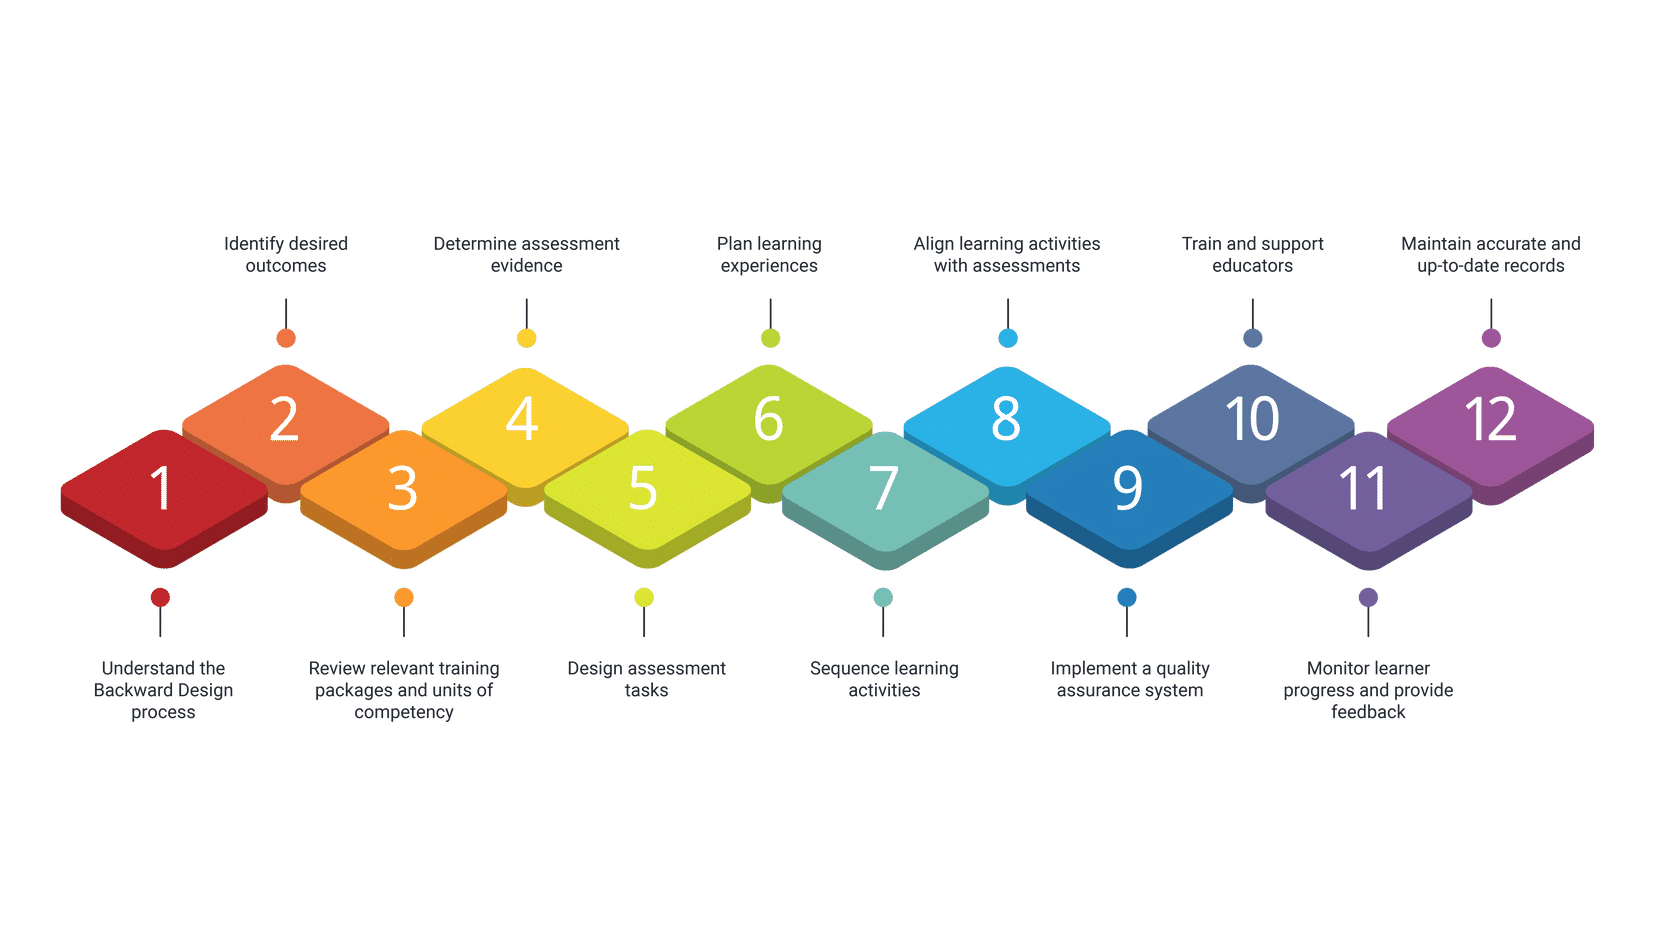 Identify desired
outcomes
Determine assessment
evidence
Plan learning
experiences
Align learning activities
with assessments
Train and support
educators
Maintain accurate and
up-to-date records
1
2
3
4
5
6
7
8
9
10
11
12
Understand the
Backward Design
process
Review relevant training
packages and units of
competency
Design assessment
tasks
Sequence learning
activities
Implement a quality
assurance system
Monitor learner
progress and provide
feedback